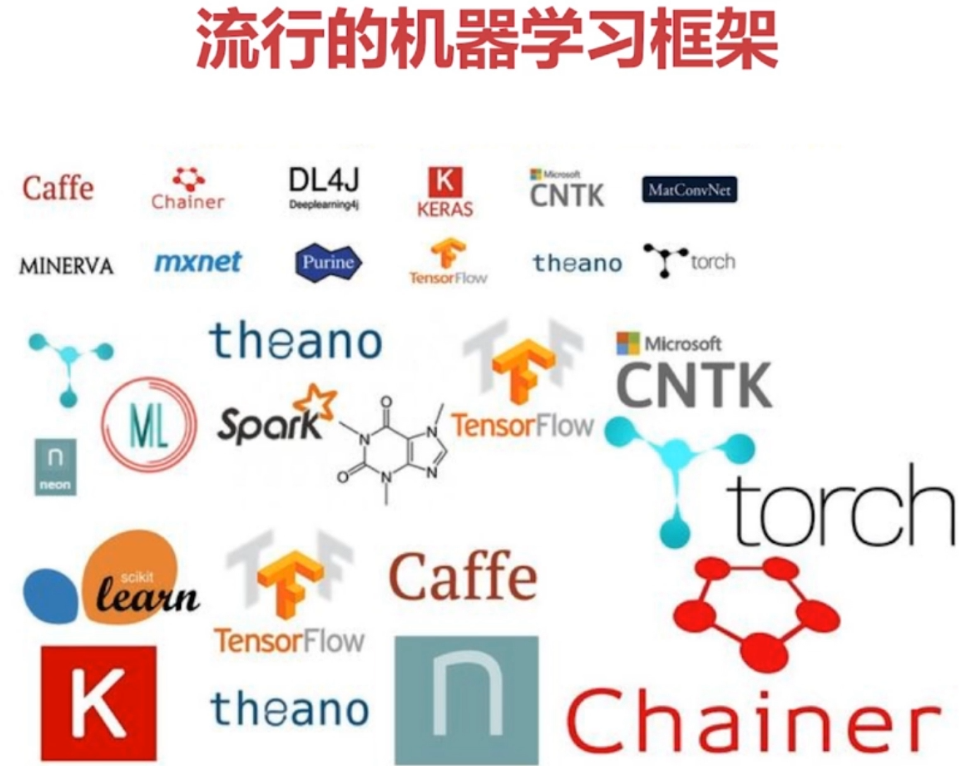 流行的机器学习框架
Caffe
Chainer
DL4J
Deeplearning4j
K
KERAS
Microsoft
CNTK
MatConvNet
MINERVA
mxnet
Purine
TensorFlow
theano
torch
theano
TensorFlow
Microsoft
CNTK
ML
Spark
O
N
N
O
N
N
n
neon
torch
scikit
learn
TensorFlow
Caffe
K
theano
n
Chainer